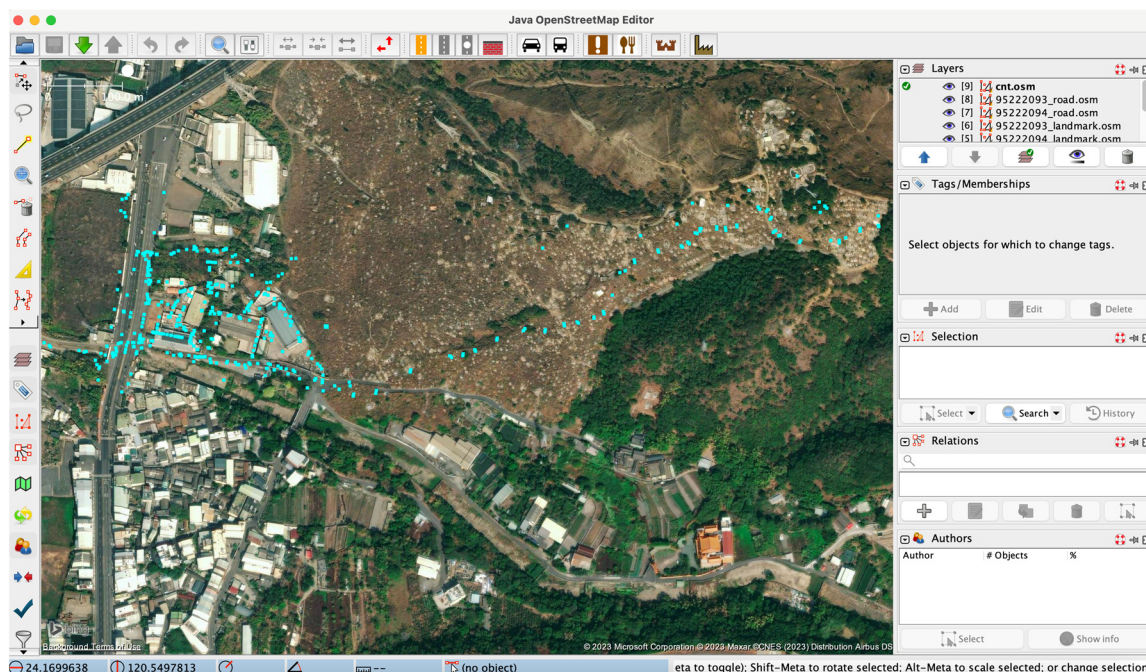 Java OpenStreetMap Editor
Layers
[9] cnt.osm
[8] 95222093_road.osm
[7] 95222094_road.osm
[6] 95222093_landmark.osm
[5] 95222094_landmark.osm
Tags/Memberships
Select objects for which to change tags.
Add Edit Delete
Selection
Select Search History
Relations
Authors
Author # Objects %
Select Show info
Background Terms of Use
© 2023 Microsoft Corporation © 2023 Maxar ©CNES (2023) Distribution Airbus DS
24.1699638 120.5497813 -- (no object) eta to toggle); Shift-Meta to rotate selected; Alt-Meta to scale selected; or change selection